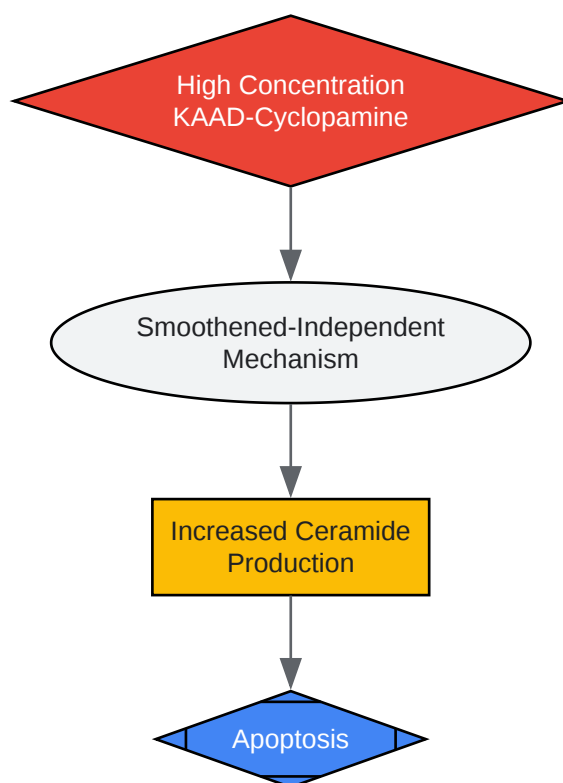 High Concentration
KAAD-Cyclopamine
Smoothened-Independent
Mechanism
Increased Ceramide
Production
Apoptosis